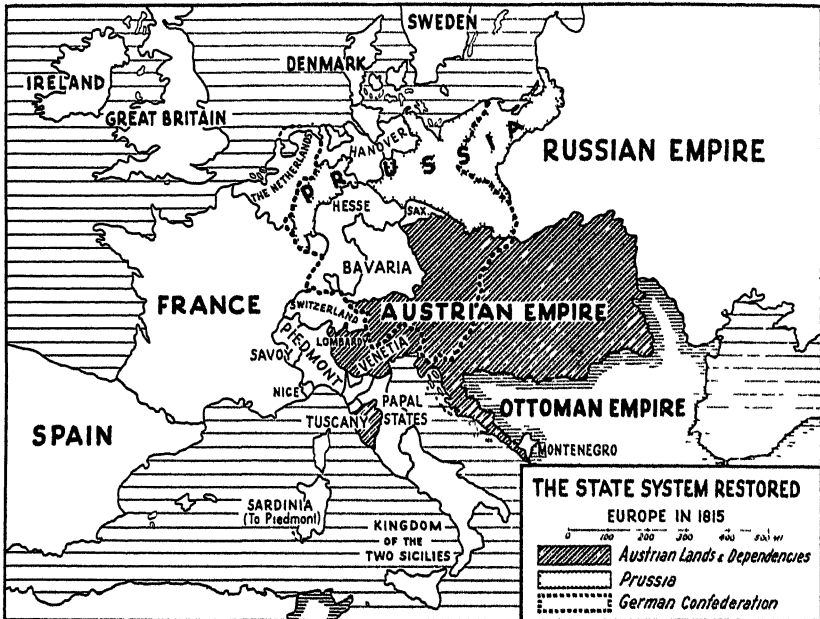 SWEDEN
DENMARK
IRELAND
GREAT BRITAIN
THE NETHERLANDS
HANOVER
PRUSSIA
RUSSIAN EMPIRE
HESSE
SAX.
BAVARIA
FRANCE
SWITZERLAND
AUSTRIAN EMPIRE
LOMBARDY
VENETIA
PIEDMONT
SAVOY
NICE
PAPAL
STATES
TUSCANY
OTTOMAN EMPIRE
MONTENEGRO
SPAIN
SARDINIA
(To Piedmont)
KINGDOM
OF THE
TWO SICILIES
THE STATE SYSTEM RESTORED
EUROPE IN 1815
0 100 200 300 400 500 MI
Austrian Lands & Dependencies
Prussia
German Confederation